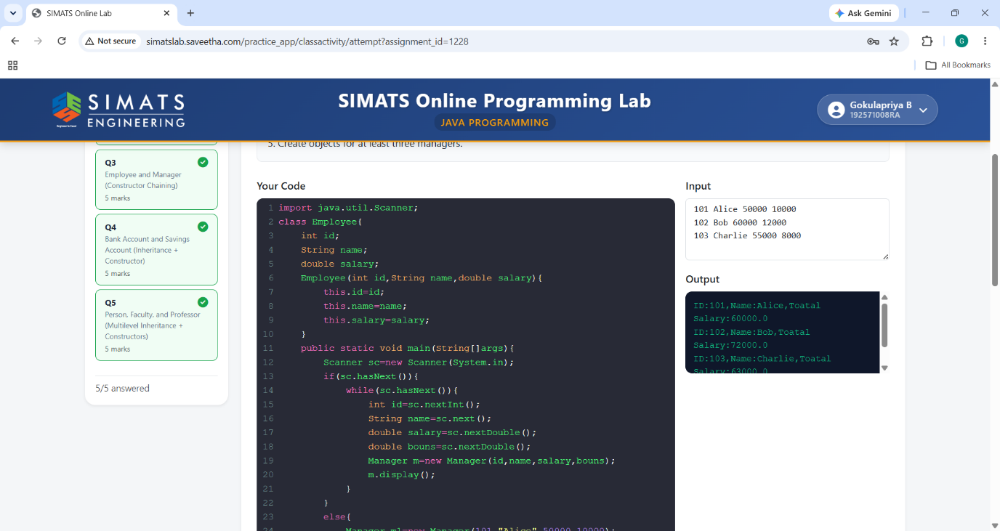 SIMATS Online Lab
Ask Gemini
Not secure
simatslab.saveetha.com/practice_app/classactivity/attempt?assignment_id=1228
G
All Bookmarks
SIMATS
ENGINEERING
Engineer to Excel
SIMATS Online Programming Lab
JAVA PROGRAMMING
Gokulapriya B
192571008RA
Q3
Employee and Manager
(Constructor Chaining)
5 marks
Q4
Bank Account and Savings
Account (Inheritance +
Constructor)
5 marks
Q5
Person, Faculty, and Professor
(Multilevel Inheritance +
Constructors)
5 marks
5/5 answered
5. Create objects for at least three managers.
Your Code
1 import java.util.Scanner;
2 class Employee{
3 int id;
4 String name;
5 double salary;
6 Employee(int id,String name,double salary){
7 this.id=id;
8 this.name=name;
9 this.salary=salary;
10 }
11 public static void main(String[]args){
12 Scanner sc=new Scanner(System.in);
13 if(sc.hasNext()){
14 while(sc.hasNext()){
15 int id=sc.nextInt();
16 String name=sc.next();
17 double salary=sc.nextDouble();
18 double bouns=sc.nextDouble();
19 Manager m=new Manager(id,name,salary,bouns);
20 m.display();
21 }
22 }
23 else{
24 Manager m1=new Manager(101,"Alice",50000,10000);
Input
101 Alice 50000 10000
102 Bob 60000 12000
103 Charlie 55000 8000
Output
ID:101,Name:Alice,Toatal
Salary:60000.0
ID:102,Name:Bob,Toatal
Salary:72000.0
ID:103,Name:Charlie,Toatal
Salary:63000.0